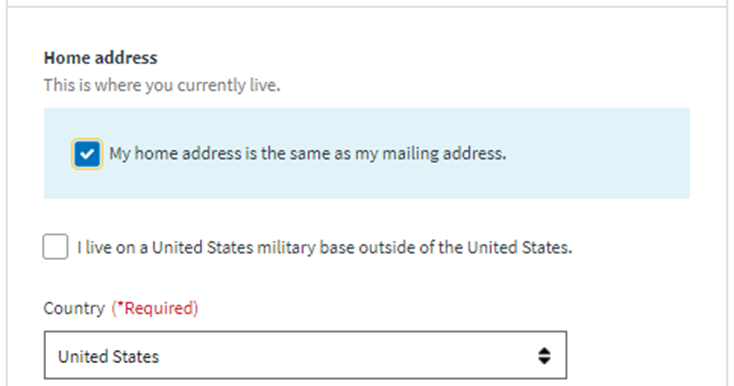 Home address
This is where you currently live.
My home address is the same as my mailing address.
I live on a United States military base outside of the United States.
Country (*Required)
United States